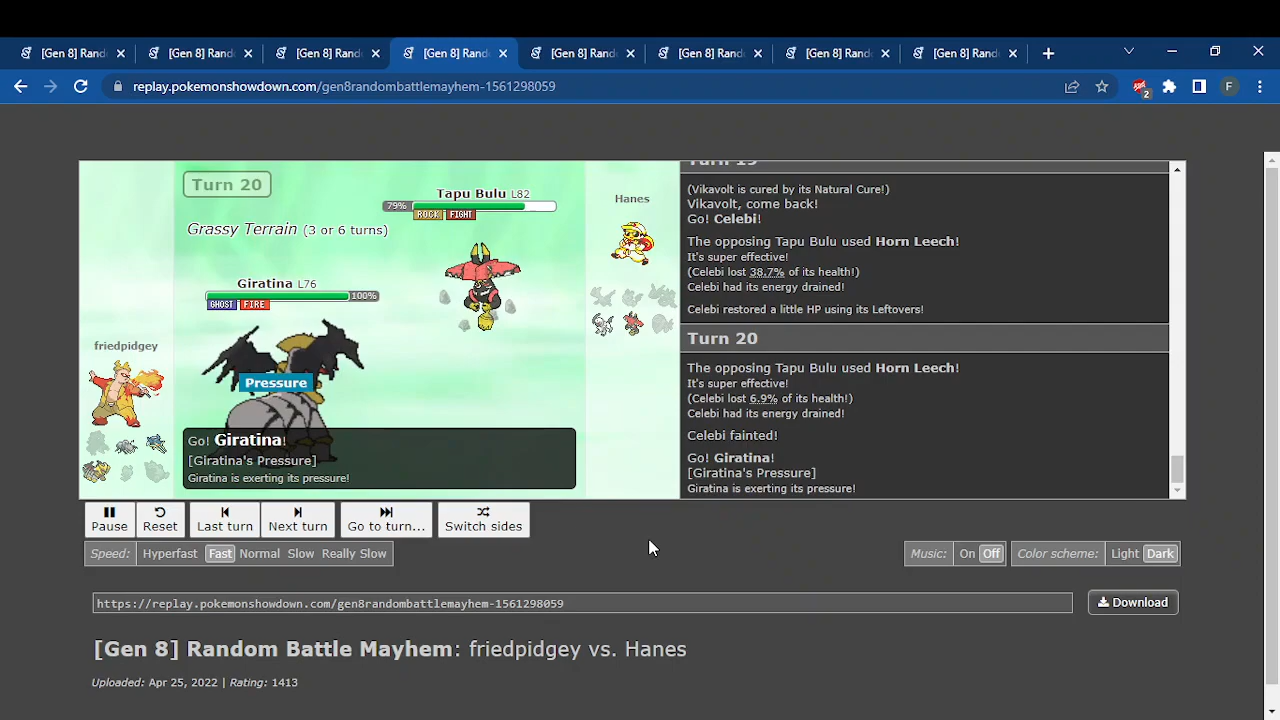 [Gen 8] Rand
[Gen 8] Rand
[Gen 8] Rand
[Gen 8] Rand
[Gen 8] Rand
[Gen 8] Rand
[Gen 8] Rand
[Gen 8] Rand
replay.pokemonshowdown.com/gen8randombattlemayhem-1561298059
2
F
Turn 20
Tapu Bulu L82
79%
ROCK FIGHT
Grassy Terrain (3 or 6 turns)
Giratina L76
100%
GHOST FIRE
Pressure
Go! Giratina!
[Giratina's Pressure]
Giratina is exerting its pressure!
friedpidgey
Hanes
Turn 19
(Vikavolt is cured by its Natural Cure!)
Vikavolt, come back!
Go! Celebi!
The opposing Tapu Bulu used Horn Leech!
It's super effective!
(Celebi lost 38.7% of its health!)
Celebi had its energy drained!
Celebi restored a little HP using its Leftovers!
Turn 20
The opposing Tapu Bulu used Horn Leech!
It's super effective!
(Celebi lost 6.9% of its health!)
Celebi had its energy drained!
Celebi fainted!
Go! Giratina!
[Giratina's Pressure]
Giratina is exerting its pressure!
Pause Reset Last turn Next turn Go to turn... Switch sides
Speed: Hyperfast Fast Normal Slow Really Slow
Music: On Off Color scheme: Light Dark
https://replay.pokemonshowdown.com/gen8randombattlemayhem-1561298059
Download
[Gen 8] Random Battle Mayhem: friedpidgey vs. Hanes
Uploaded: Apr 25, 2022 | Rating: 1413